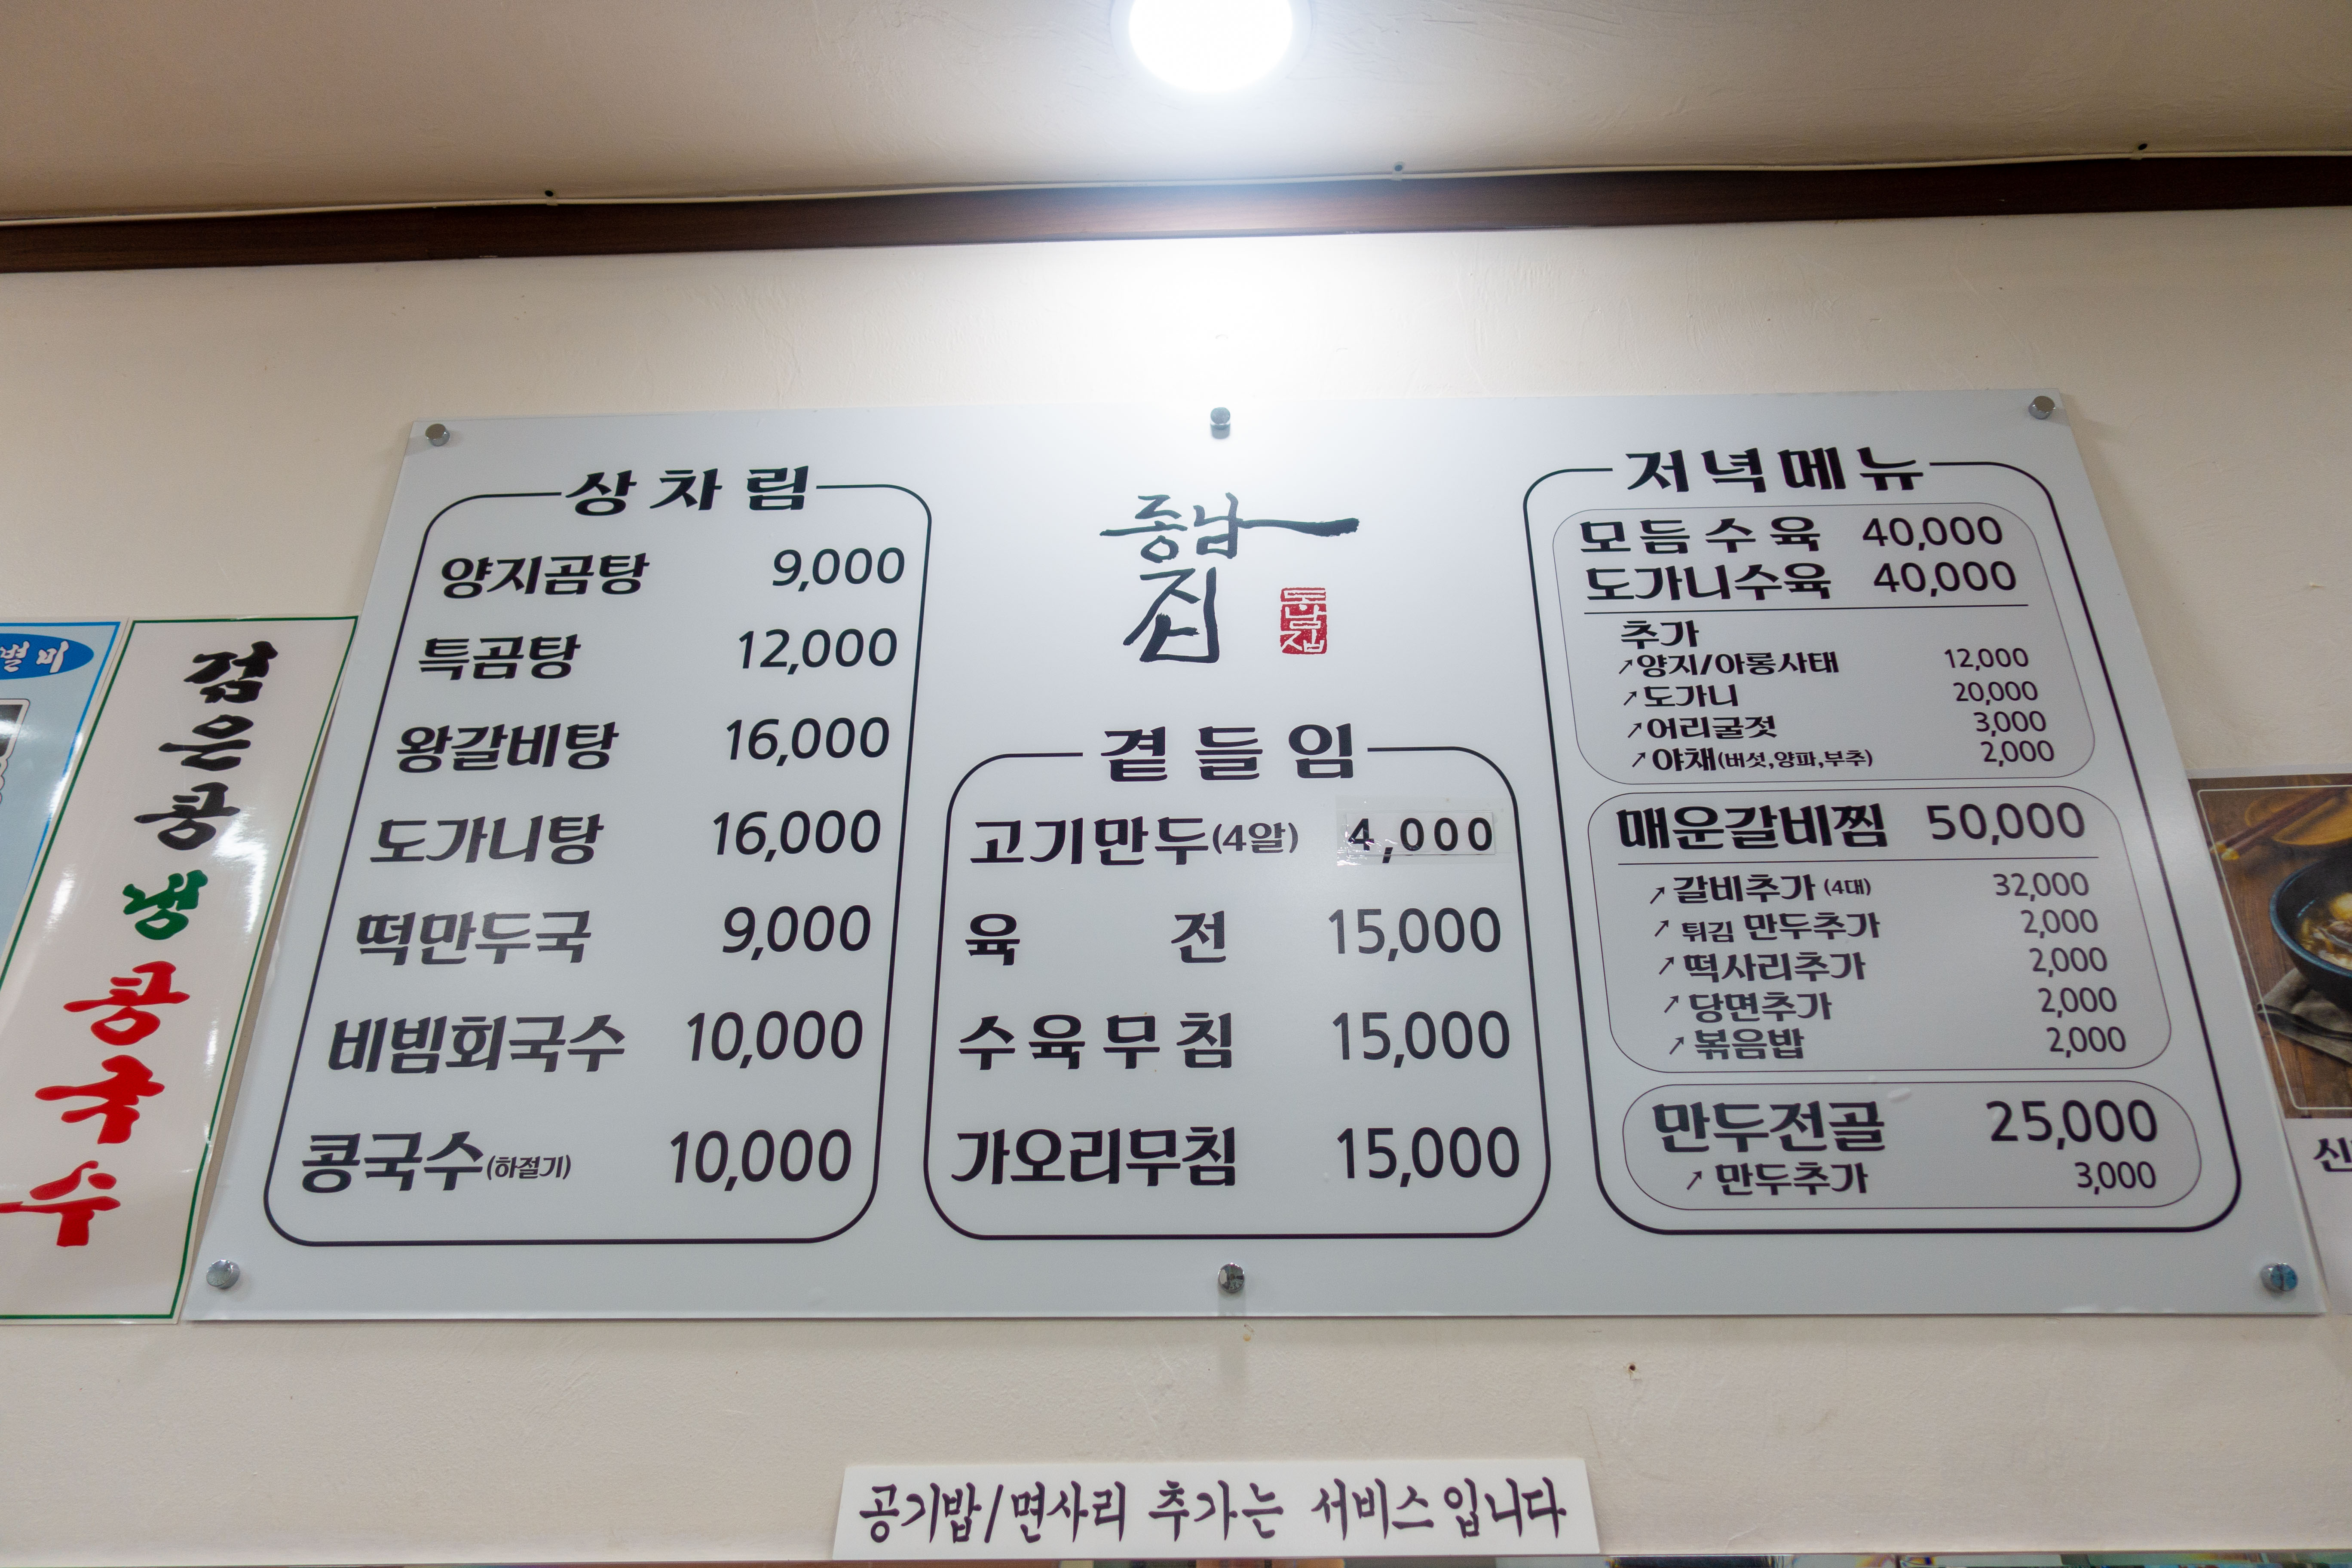 별미
검은콩
냉
콩국수
상차림
양지곰탕 9,000
특곰탕 12,000
왕갈비탕 16,000
도가니탕 16,000
떡만두국 9,000
비빔회국수 10,000
콩국수(하절기) 10,000
종남
집
곁들임
고기만두(4알) 4,000
육전 15,000
수육무침 15,000
가오리무침 15,000
저녁메뉴
모듬수육 40,000
도가니수육 40,000
추가
↗양지/아롱사태 12,000
↗도가니 20,000
↗어리굴젓 3,000
↗야채(버섯,양파,부추) 2,000
매운갈비찜 50,000
↗갈비추가 (4대) 32,000
↗튀김 만두추가 2,000
↗떡사리추가 2,000
↗당면추가 2,000
↗볶음밥 2,000
만두전골 25,000
↗만두추가 3,000
신
공기밥/면사리 추가는 서비스입니다